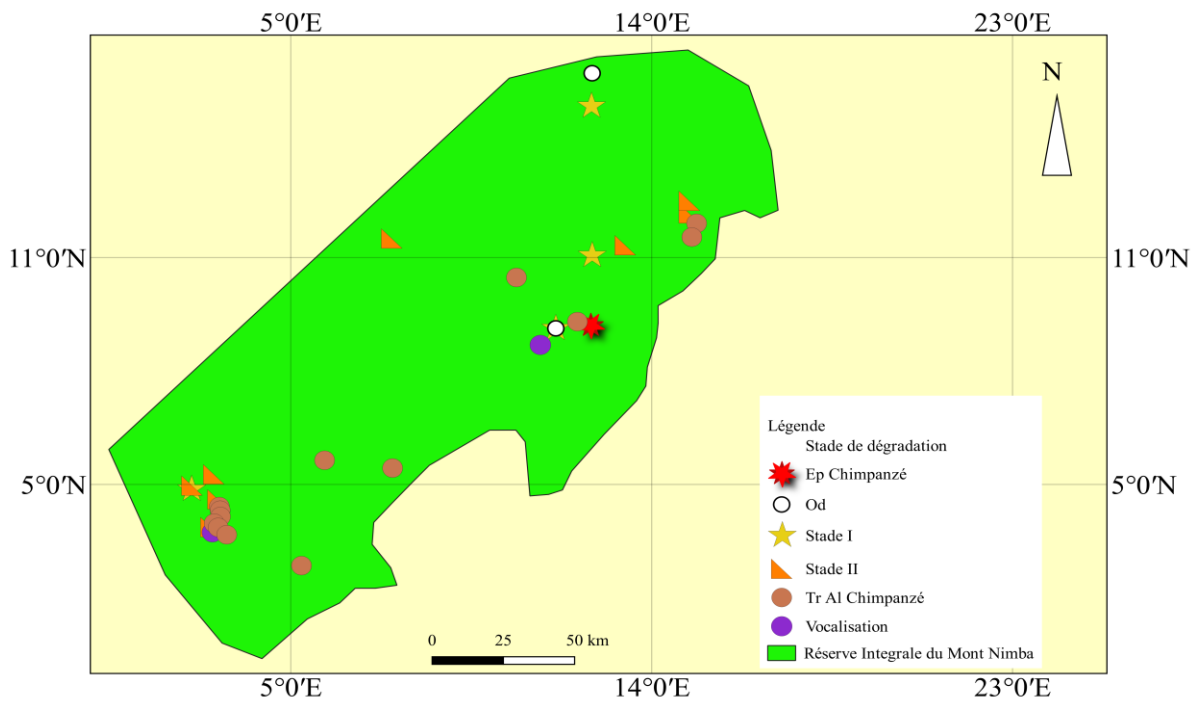 5°0′E 14°0′E 23°0′E
N
11°0′N 11°0′N
Légende
Stade de dégradation
Ep Chimpanzé
5°0′N 5°0′N
Od
Stade I
Stade II
Tr Al Chimpanzé
Vocalisation
0 25 50 km
Réserve Integrale du Mont Nimba
5°0′E 14°0′E 23°0′E